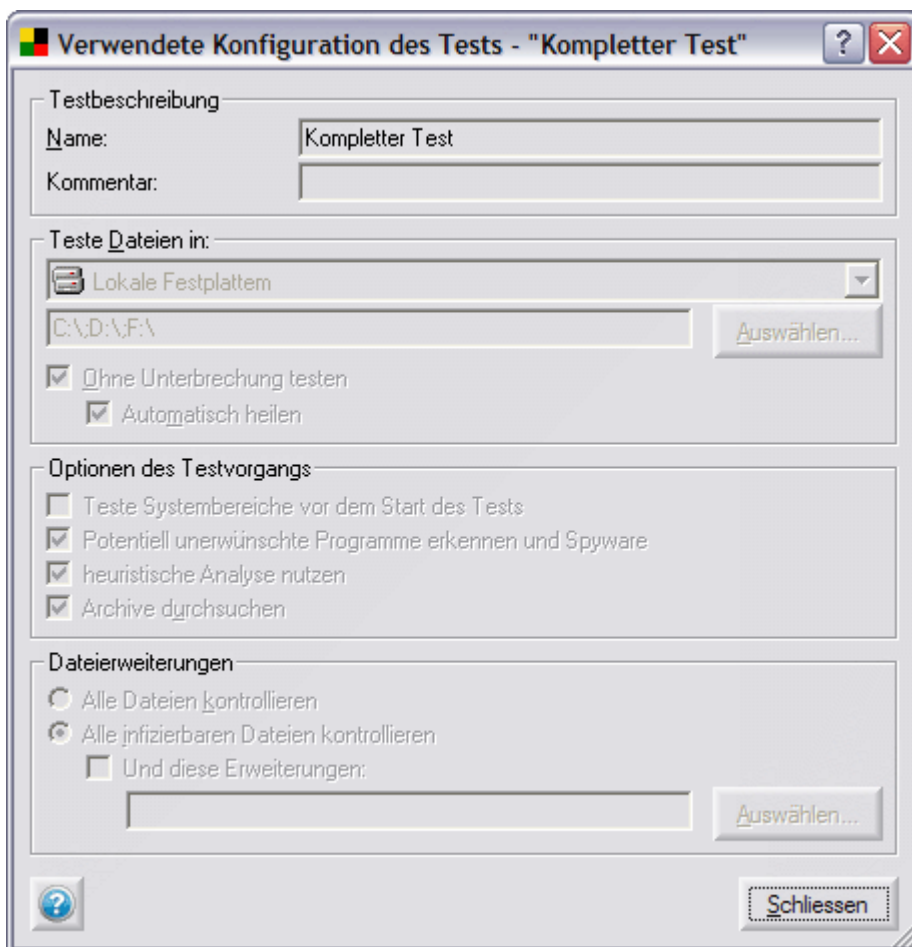 Verwendete Konfiguration des Tests - "Kompletter Test"
Testbeschreibung
Name: Kompletter Test
Kommentar:
Teste Dateien in:
Lokale Festplattem
C:\;D:\;F:\ Auswählen...
Ohne Unterbrechung testen
Automatisch heilen
Optionen des Testvorgangs
Teste Systembereiche vor dem Start des Tests
Potentiell unerwünschte Programme erkennen und Spyware
heuristische Analyse nutzen
Archive durchsuchen
Dateierweiterungen
Alle Dateien kontrollieren
Alle infizierbaren Dateien kontrollieren
Und diese Erweiterungen:
Auswählen...
Schliessen